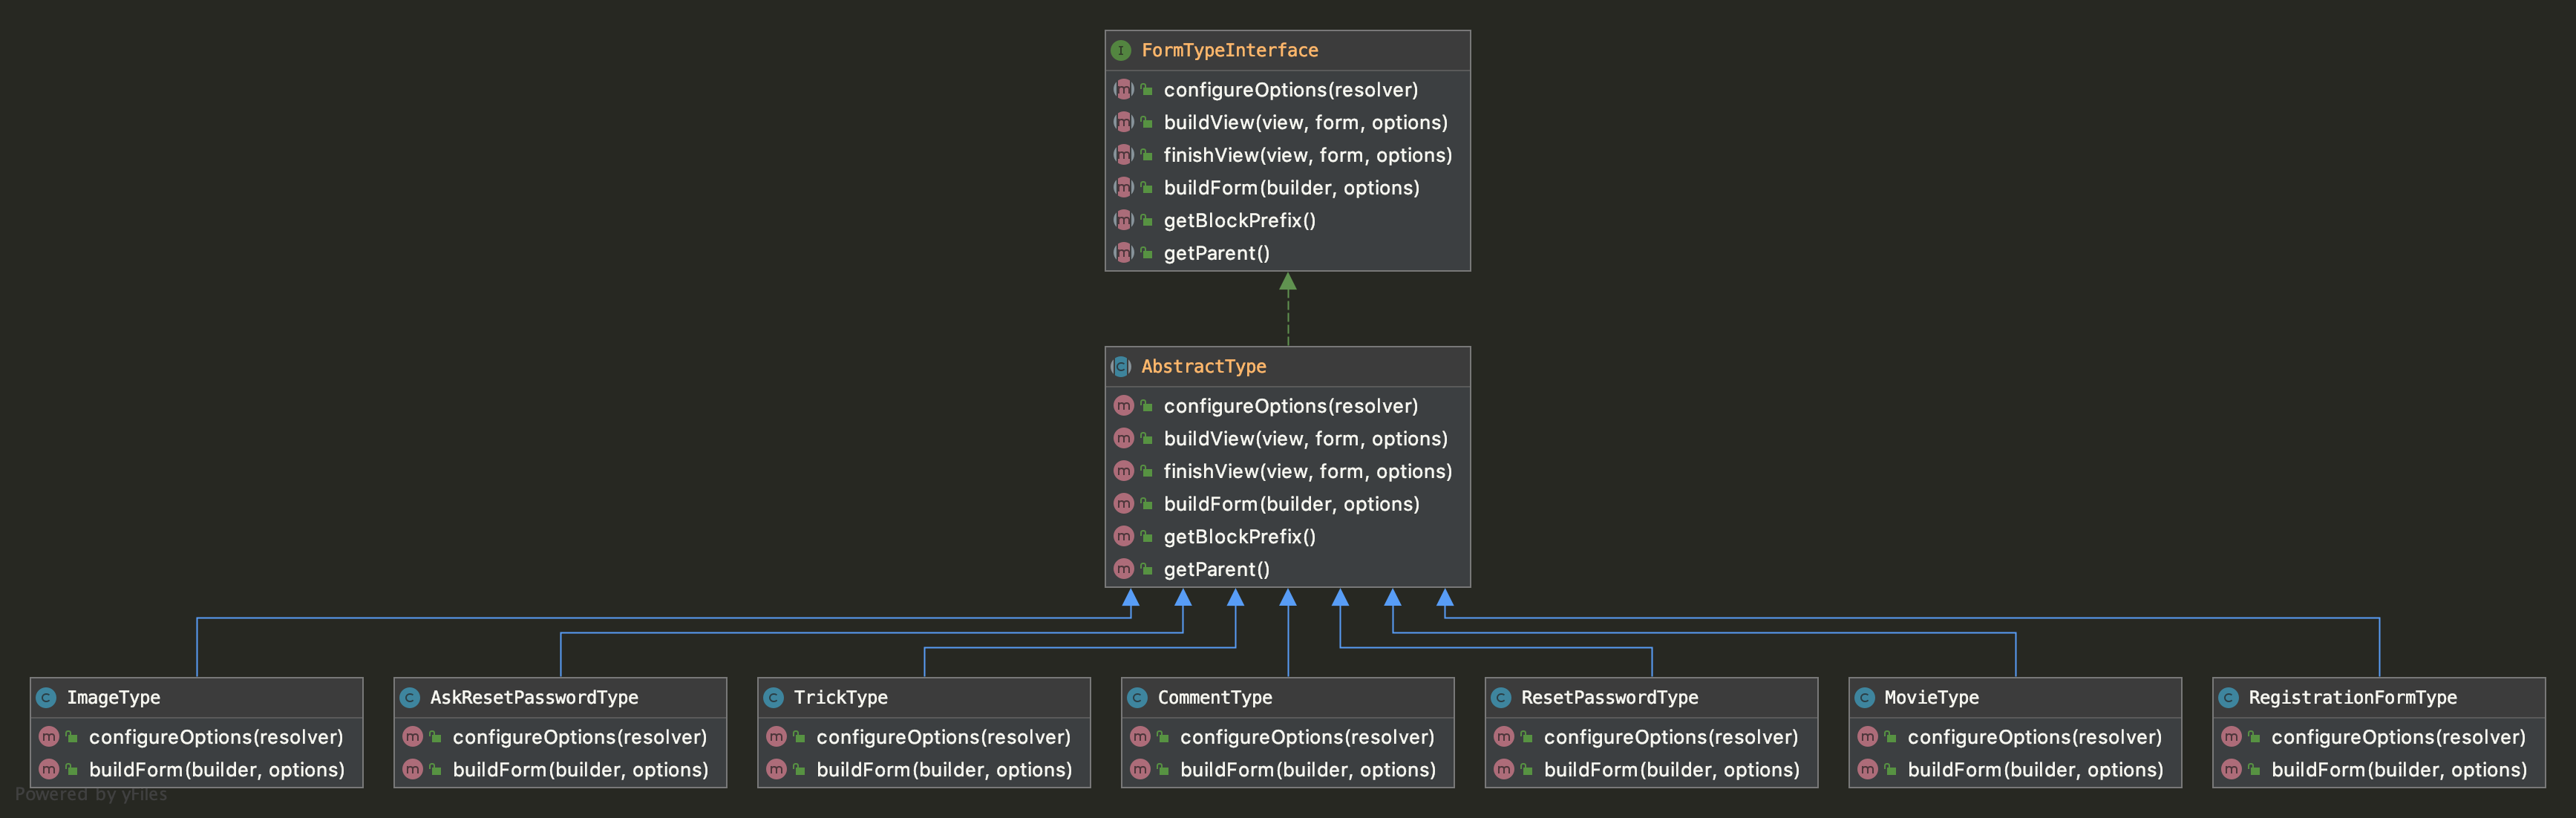 FormTypeInterface
configureOptions(resolver)
buildView(view, form, options)
finishView(view, form, options)
buildForm(builder, options)
getBlockPrefix()
getParent()
AbstractType
configureOptions(resolver)
buildView(view, form, options)
finishView(view, form, options)
buildForm(builder, options)
getBlockPrefix()
getParent()
ImageType
configureOptions(resolver)
buildForm(builder, options)
AskResetPasswordType
configureOptions(resolver)
buildForm(builder, options)
TrickType
configureOptions(resolver)
buildForm(builder, options)
CommentType
configureOptions(resolver)
buildForm(builder, options)
ResetPasswordType
configureOptions(resolver)
buildForm(builder, options)
MovieType
configureOptions(resolver)
buildForm(builder, options)
RegistrationFormType
configureOptions(resolver)
buildForm(builder, options)
Powered by yFiles